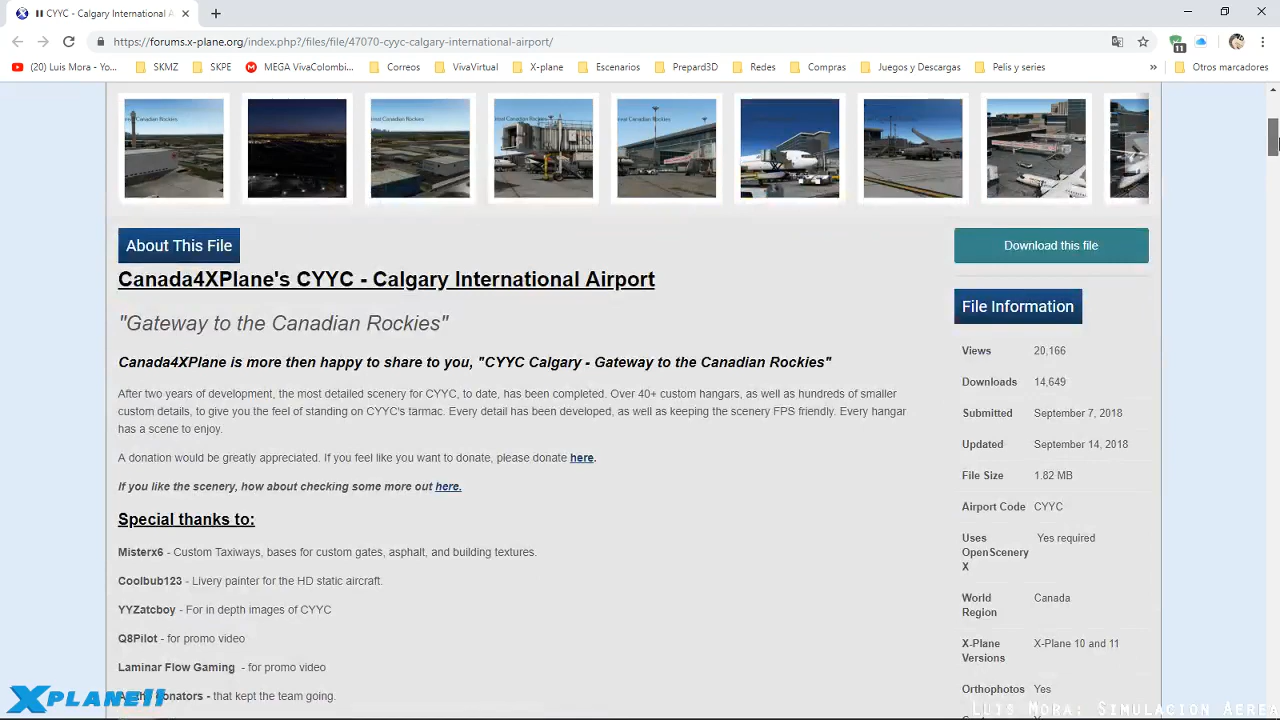 CYYC - Calgary International A
https://forums.x-plane.org/index.php?/files/file/47070-cyyc-calgary-international-airport/
11
(20) Luis Mora - Yo...
SKMZ
SKPE
MEGA VivaColombi...
Correos
VivaVirtual
X-plane
Escenarios
Prepard3D
Redes
Compras
Juegos y Descargas
Pelis y series
»
Otros marcadores
About This File
Download this file
Canada4XPlane's CYYC - Calgary International Airport
"Gateway to the Canadian Rockies"
Canada4XPlane is more then happy to share to you, "CYYC Calgary - Gateway to the Canadian Rockies"
After two years of development, the most detailed scenery for CYYC, to date, has been completed. Over 40+ custom hangars, as well as hundreds of smaller
custom details, to give you the feel of standing on CYYC's tarmac. Every detail has been developed, as well as keeping the scenery FPS friendly. Every hangar
has a scene to enjoy.
A donation would be greatly appreciated. If you feel like you want to donate, please donate here.
If you like the scenery, how about checking some more out here.
Special thanks to:
Misterx6 - Custom Taxiways, bases for custom gates, asphalt, and building textures.
Coolbub123 - Livery painter for the HD static aircraft.
YYZatcboy - For in depth images of CYYC
Q8Pilot - for promo video
Laminar Flow Gaming - for promo video
donators - that kept the team going.
File Information
Views 20,166
Downloads 14,649
Submitted September 7, 2018
Updated September 14, 2018
File Size 1.82 MB
Airport Code CYYC
Uses OpenScenery X Yes required
World Region Canada
X-Plane Versions X-Plane 10 and 11
Orthophotos Yes
XPLANE11
LUIS MORA: SIMULACION AEREA